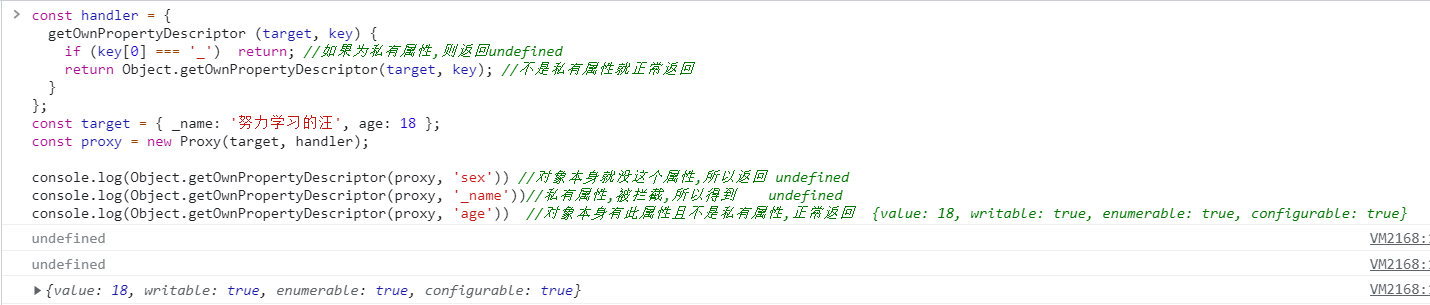 const handler = {
getOwnPropertyDescriptor (target, key) {
if (key[0] === '_')  return; //如果为私有属性,则返回undefined
return Object.getOwnPropertyDescriptor(target, key); //不是私有属性就正常返回
}
};
const target = { _name: '努力学习的汪', age: 18 };
const proxy = new Proxy(target, handler);
console.log(Object.getOwnPropertyDescriptor(proxy, 'sex')) //对象本身就没这个属性,所以返回 undefined
console.log(Object.getOwnPropertyDescriptor(proxy, '_name'))//私有属性,被拦截,所以得到    undefined
console.log(Object.getOwnPropertyDescriptor(proxy, 'age'))  //对象本身有此属性且不是私有属性,正常返回  {value: 18, writable: true, enumerable: true, configurable: true}
undefined VM2168:
undefined VM2168:
{value: 18, writable: true, enumerable: true, configurable: true} VM2168: